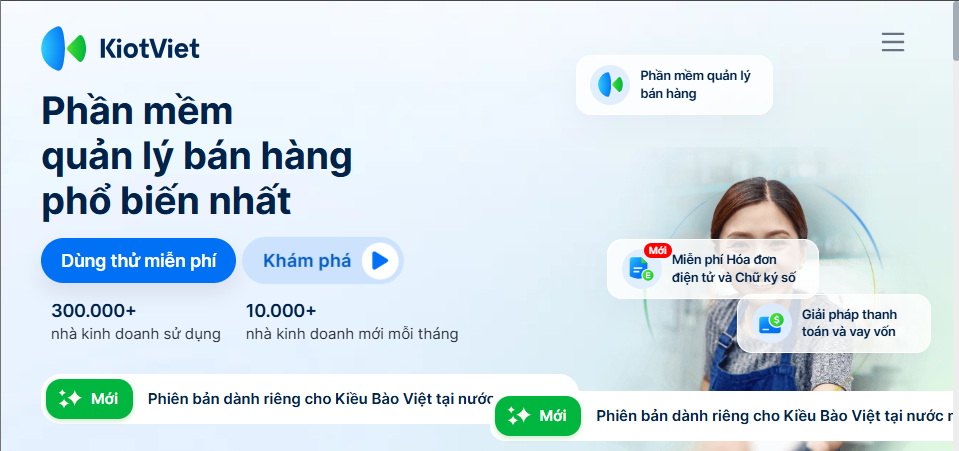 KiotViet
Phần mềm quản lý
bán hàng
Phần mềm
quản lý bán hàng
phổ biến nhất
Dùng thử miễn phí
Khám phá
Mới
Miễn phí Hóa đơn
điện tử và Chữ ký số
E
Giải pháp thanh
toán và vay vốn
$
300.000+
nhà kinh doanh sử dụng
10.000+
nhà kinh doanh mới mỗi tháng
Mới
Phiên bản dành riêng cho Kiều Bào Việt tại nước
Mới
Phiên bản dành riêng cho Kiều Bào Việt tại nước